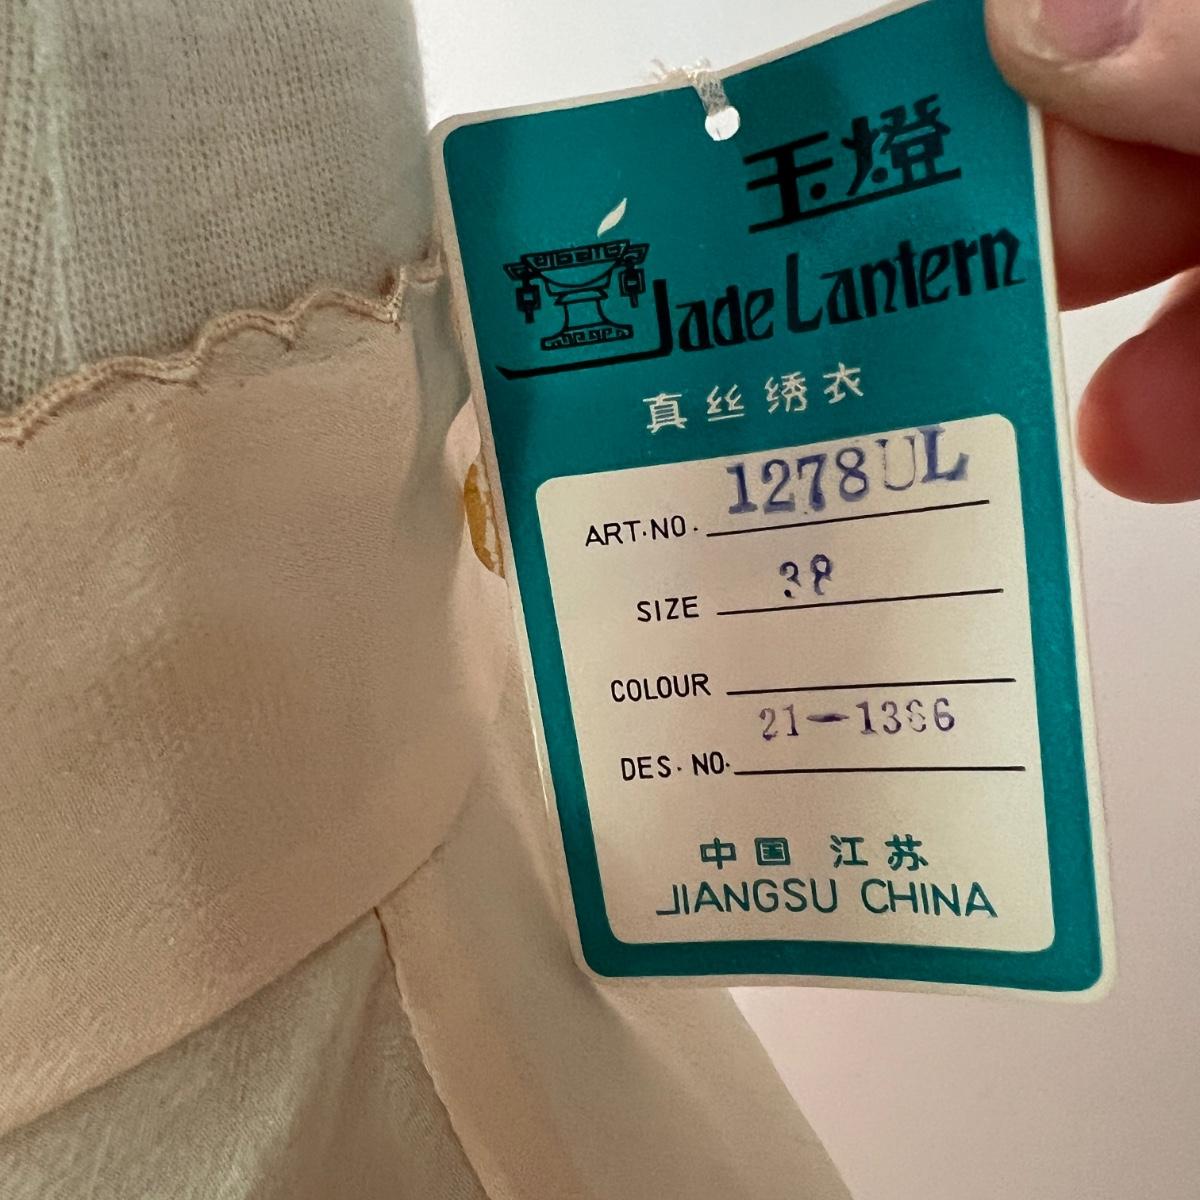 玉燈
Jade Lantern
真丝绣衣
ART·NO. 1278UL
SIZE 38
COLOUR
21-1366
DES·NO.
中国 江苏
JIANGSU CHINA